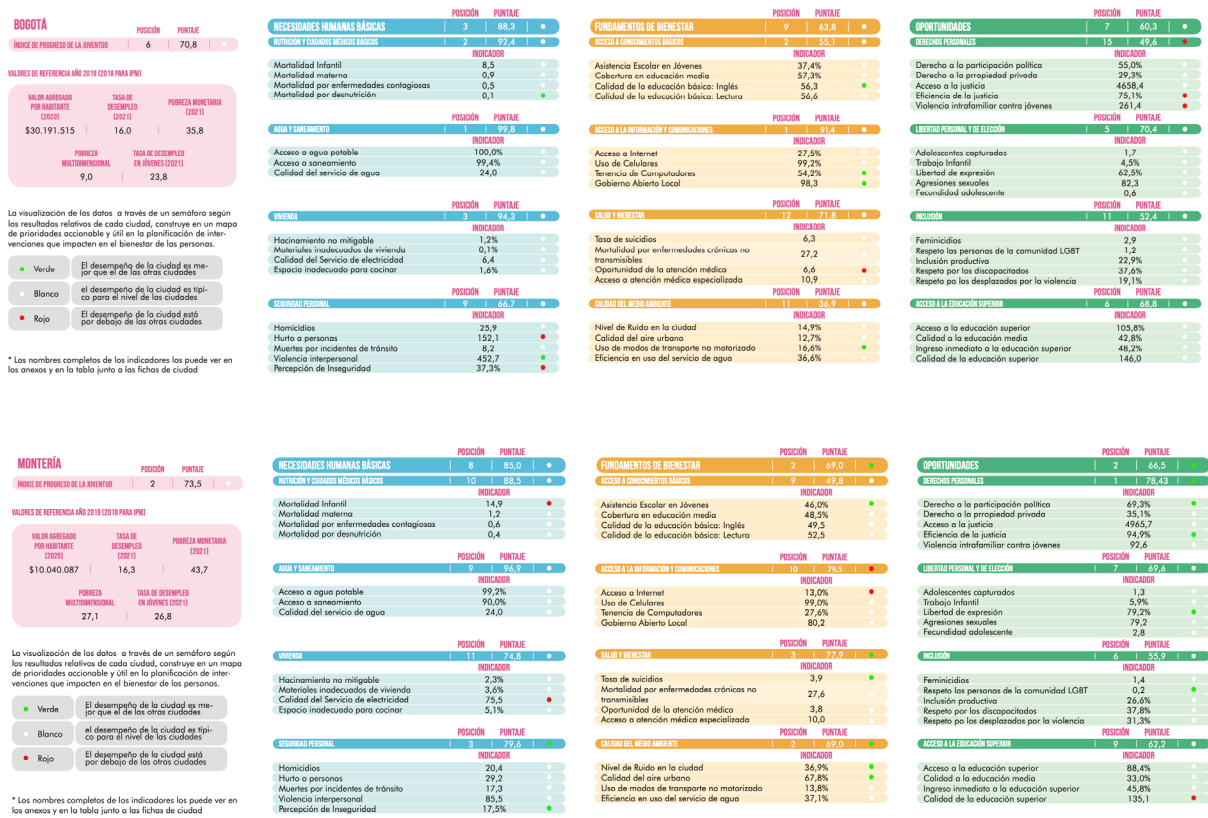 BOGOTÁ
POSICIÓN PUNTAJE
ÍNDICE DE PROGRESO DE LA JUVENTUD 6 70,8
VALORES DE REFERENCIA AÑO 2019 (2018 PARA IPM)
VALOR AGREGADO POR HABITANTE (2020) TASA DE DESEMPLEO (2021) POBREZA MONETARIA (2021)
$30.191.515 16,0 35,8
POBREZA MULTIDIMENSIONAL TASA DE DESEMPLEO EN JÓVENES (2021)
9,0 23,8
La visualización de los datos a través de un semáforo según
los resultados relativos de cada ciudad, construye en un mapa
de prioridades accionable y útil en la planificación de inter-
venciones que impacten en el bienestar de las personas.
Verde El desempeño de la ciudad es me-
jor que el de las otras ciudades
Blanco el desempeño de la ciudad es típi-
co para el nivel de las ciudades
Rojo El desempeño de la ciudad está
por debajo de las otras ciudades
* Los nombres completos de los indicadores los puede ver en
los anexos y en la tabla junto a las fichas de ciudad
POSICIÓN PUNTAJE
NECESIDADES HUMANAS BÁSICAS 3 88,3
NUTRICIÓN Y CUIDADOS MÉDICOS BÁSICOS 2 92,4
INDICADOR
Mortalidad Infantil 8,5
Mortalidad materna 0,9
Mortalidad por enfermedades contagiosas 0,5
Mortalidad por desnutrición 0,1
POSICIÓN PUNTAJE
AGUA Y SANEAMIENTO 1 99,8
INDICADOR
Acceso a agua potable 100,0%
Acceso a saneamiento 99,4%
Calidad del servicio de agua 24,0
POSICIÓN PUNTAJE
VIVIENDA 3 94,3
INDICADOR
Hacinamiento no mitigable 1,2%
Materiales inadecuados de vivienda 0,1%
Calidad del Servicio de electricidad 6,4
Espacio inadecuado para cocinar 1,6%
POSICIÓN PUNTAJE
SEGURIDAD PERSONAL 9 66,7
INDICADOR
Homicidios 25,9
Hurto a personas 152,1
Muertes por incidentes de tránsito 8,2
Violencia interpersonal 452,7
Percepción de Inseguridad 37,3%
POSICIÓN PUNTAJE
FUNDAMENTOS DE BIENESTAR 9 63,8
ACCESO A CONOCIMIENTOS BÁSICOS 2 55,1
INDICADOR
Asistencia Escolar en Jóvenes 37,4%
Cobertura en educación media 57,3%
Calidad de la educación básica: Inglés 56,3
Calidad de la educación básica: Lectura 56,6
POSICIÓN PUNTAJE
ACCESO A LA INFORMACIÓN Y COMUNICACIONES 1 91,4
INDICADOR
Acceso a Internet 27,5%
Uso de Celulares 99,2%
Tenencia de Computadores 54,2%
Gobierno Abierto Local 98,3
POSICIÓN PUNTAJE
SALUD Y BIENESTAR 12 71,8
INDICADOR
Tasa de suicidios 6,3
Mortalidad por enfermedades crónicas no
transmisibles 27,2
Oportunidad de la atención médica 6,6
Acceso a atención médica especializada 10,9
POSICIÓN PUNTAJE
CALIDAD DEL MEDIO AMBIENTE 11 36,9
INDICADOR
Nivel de Ruido en la ciudad 14,9%
Calidad del aire urbano 12,7%
Uso de modos de transporte no motorizado 16,6%
Eficiencia en uso del servicio de agua 36,6%
POSICIÓN PUNTAJE
OPORTUNIDADES 7 60,3
DERECHOS PERSONALES 15 49,6
INDICADOR
Derecho a la participación política 55,0%
Derecho a la prropiedad privada 29,3%
Acceso a la justicia 4658,4
Eficiencia de la justicia 75,1%
Violencia intrafamiliar contra jóvenes 261,4
POSICIÓN PUNTAJE
LIBERTAD PERSONAL Y DE ELECCIÓN 5 70,4
INDICADOR
Adolescentes capturados 1,7
Trabajo Infantil 4,5%
Libertad de expresión 62,5%
Agresiones sexuales 82,3
Fecundidad adolescente 0,6
POSICIÓN PUNTAJE
INCLUSIÓN 11 52,4
INDICADOR
Feminicidios 2,9
Respeto las personas de la comunidad LGBT 1,2
Inclusión productiva 22,9%
Respeto por los discapacitados 37,6%
Respeto po los desplazados por la violencia 19,1%
POSICIÓN PUNTAJE
ACCESO A LA EDUCACIÓN SUPERIOR 6 68,8
INDICADOR
Acceso a la educación superior 105,8%
Calidad a la educación media 42,8%
Ingreso inmediato a la educación superior 48,2%
Calidad de la educación superior 146,0
MONTERÍA
POSICIÓN PUNTAJE
ÍNDICE DE PROGRESO DE LA JUVENTUD 2 73,5
VALORES DE REFERENCIA AÑO 2019 (2018 PARA IPM)
VALOR AGREGADO POR HABITANTE (2020) TASA DE DESEMPLEO (2021) POBREZA MONETARIA (2021)
$10.040.087 16,3 43,7
POBREZA MULTIDIMENSIONAL TASA DE DESEMPLEO EN JÓVENES (2021)
27,1 26,8
La visualización de los datos a través de un semáforo según
los resultados relativos de cada ciudad, construye en un mapa
de prioridades accionable y útil en la planificación de inter-
venciones que impacten en el bienestar de las personas.
Verde El desempeño de la ciudad es me-
jor que el de las otras ciudades
Blanco el desempeño de la ciudad es típi-
co para el nivel de las ciudades
Rojo El desempeño de la ciudad está
por debajo de las otras ciudades
* Los nombres completos de los indicadores los puede ver en
los anexos y en la tabla junto a las fichas de ciudad
POSICIÓN PUNTAJE
NECESIDADES HUMANAS BÁSICAS 8 85,0
NUTRICIÓN Y CUIDADOS MÉDICOS BÁSICOS 10 88,5
INDICADOR
Mortalidad Infantil 14,9
Mortalidad materna 1,2
Mortalidad por enfermedades contagiosas 0,6
Mortalidad por desnutrición 0,4
POSICIÓN PUNTAJE
AGUA Y SANEAMIENTO 9 96,9
INDICADOR
Acceso a agua potable 99,2%
Acceso a saneamiento 90,0%
Calidad del servicio de agua 24,0
POSICIÓN PUNTAJE
VIVIENDA 11 74,8
INDICADOR
Hacinamiento no mitigable 2,3%
Materiales inadecuados de vivienda 3,6%
Calidad del Servicio de electricidad 75,5
Espacio inadecuado para cocinar 5,1%
POSICIÓN PUNTAJE
SEGURIDAD PERSONAL 3 79,6
INDICADOR
Homicidios 20,4
Hurto a personas 29,2
Muertes por incidentes de tránsito 17,3
Violencia interpersonal 85,5
Percepción de Inseguridad 17,5%
POSICIÓN PUNTAJE
FUNDAMENTOS DE BIENESTAR 2 69,0
ACCESO A CONOCIMIENTOS BÁSICOS 9 49,8
INDICADOR
Asistencia Escolar en Jóvenes 46,0%
Cobertura en educación media 48,5%
Calidad de la educación básica: Inglés 49,5
Calidad de la educación básica: Lectura 52,5
POSICIÓN PUNTAJE
ACCESO A LA INFORMACIÓN Y COMUNICACIONES 10 79,5
INDICADOR
Acceso a Internet 13,0%
Uso de Celulares 99,0%
Tenencia de Computadores 27,6%
Gobierno Abierto Local 80,2
POSICIÓN PUNTAJE
SALUD Y BIENESTAR 3 77,9
INDICADOR
Tasa de suicidios 3,9
Mortalidad por enfermedades crónicas no
transmisibles 27,6
Oportunidad de la atención médica 3,8
Acceso a atención médica especializada 10,0
POSICIÓN PUNTAJE
CALIDAD DEL MEDIO AMBIENTE 2 69,0
INDICADOR
Nivel de Ruido en la ciudad 36,9%
Calidad del aire urbano 67,8%
Uso de modos de transporte no motorizado 13,8%
Eficiencia en uso del servicio de agua 37,1%
POSICIÓN PUNTAJE
OPORTUNIDADES 2 66,5
DERECHOS PERSONALES 1 78,43
INDICADOR
Derecho a la participación política 69,3%
Derecho a la prropiedad privada 35,1%
Acceso a la justicia 4965,7
Eficiencia de la justicia 94,9%
Violencia intrafamiliar contra jóvenes 92,6
POSICIÓN PUNTAJE
LIBERTAD PERSONAL Y DE ELECCIÓN 7 69,6
INDICADOR
Adolescentes capturados 1,3
Trabajo Infantil 5,9%
Libertad de expresión 79,2%
Agresiones sexuales 79,2
Fecundidad adolescente 2,8
POSICIÓN PUNTAJE
INCLUSIÓN 6 55,9
INDICADOR
Feminicidios 1,4
Respeto las personas de la comunidad LGBT 0,2
Inclusión productiva 26,6%
Respeto por los discapacitados 37,8%
Respeto po los desplazados por la violencia 31,3%
POSICIÓN PUNTAJE
ACCESO A LA EDUCACIÓN SUPERIOR 9 62,2
INDICADOR
Acceso a la educación superior 88,4%
Calidad a la educación media 33,0%
Ingreso inmediato a la educación superior 45,8%
Calidad de la educación superior 135,1